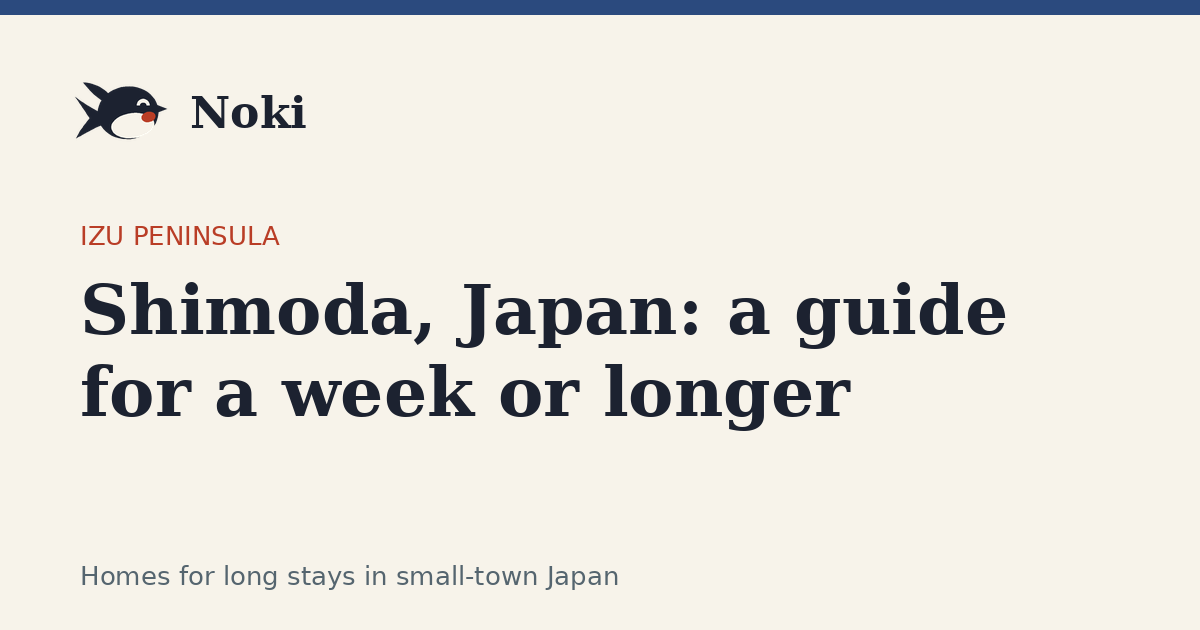 Noki
IZU PENINSULA
Shimoda, Japan: a guide
for a week or longer
Homes for long stays in small-town Japan